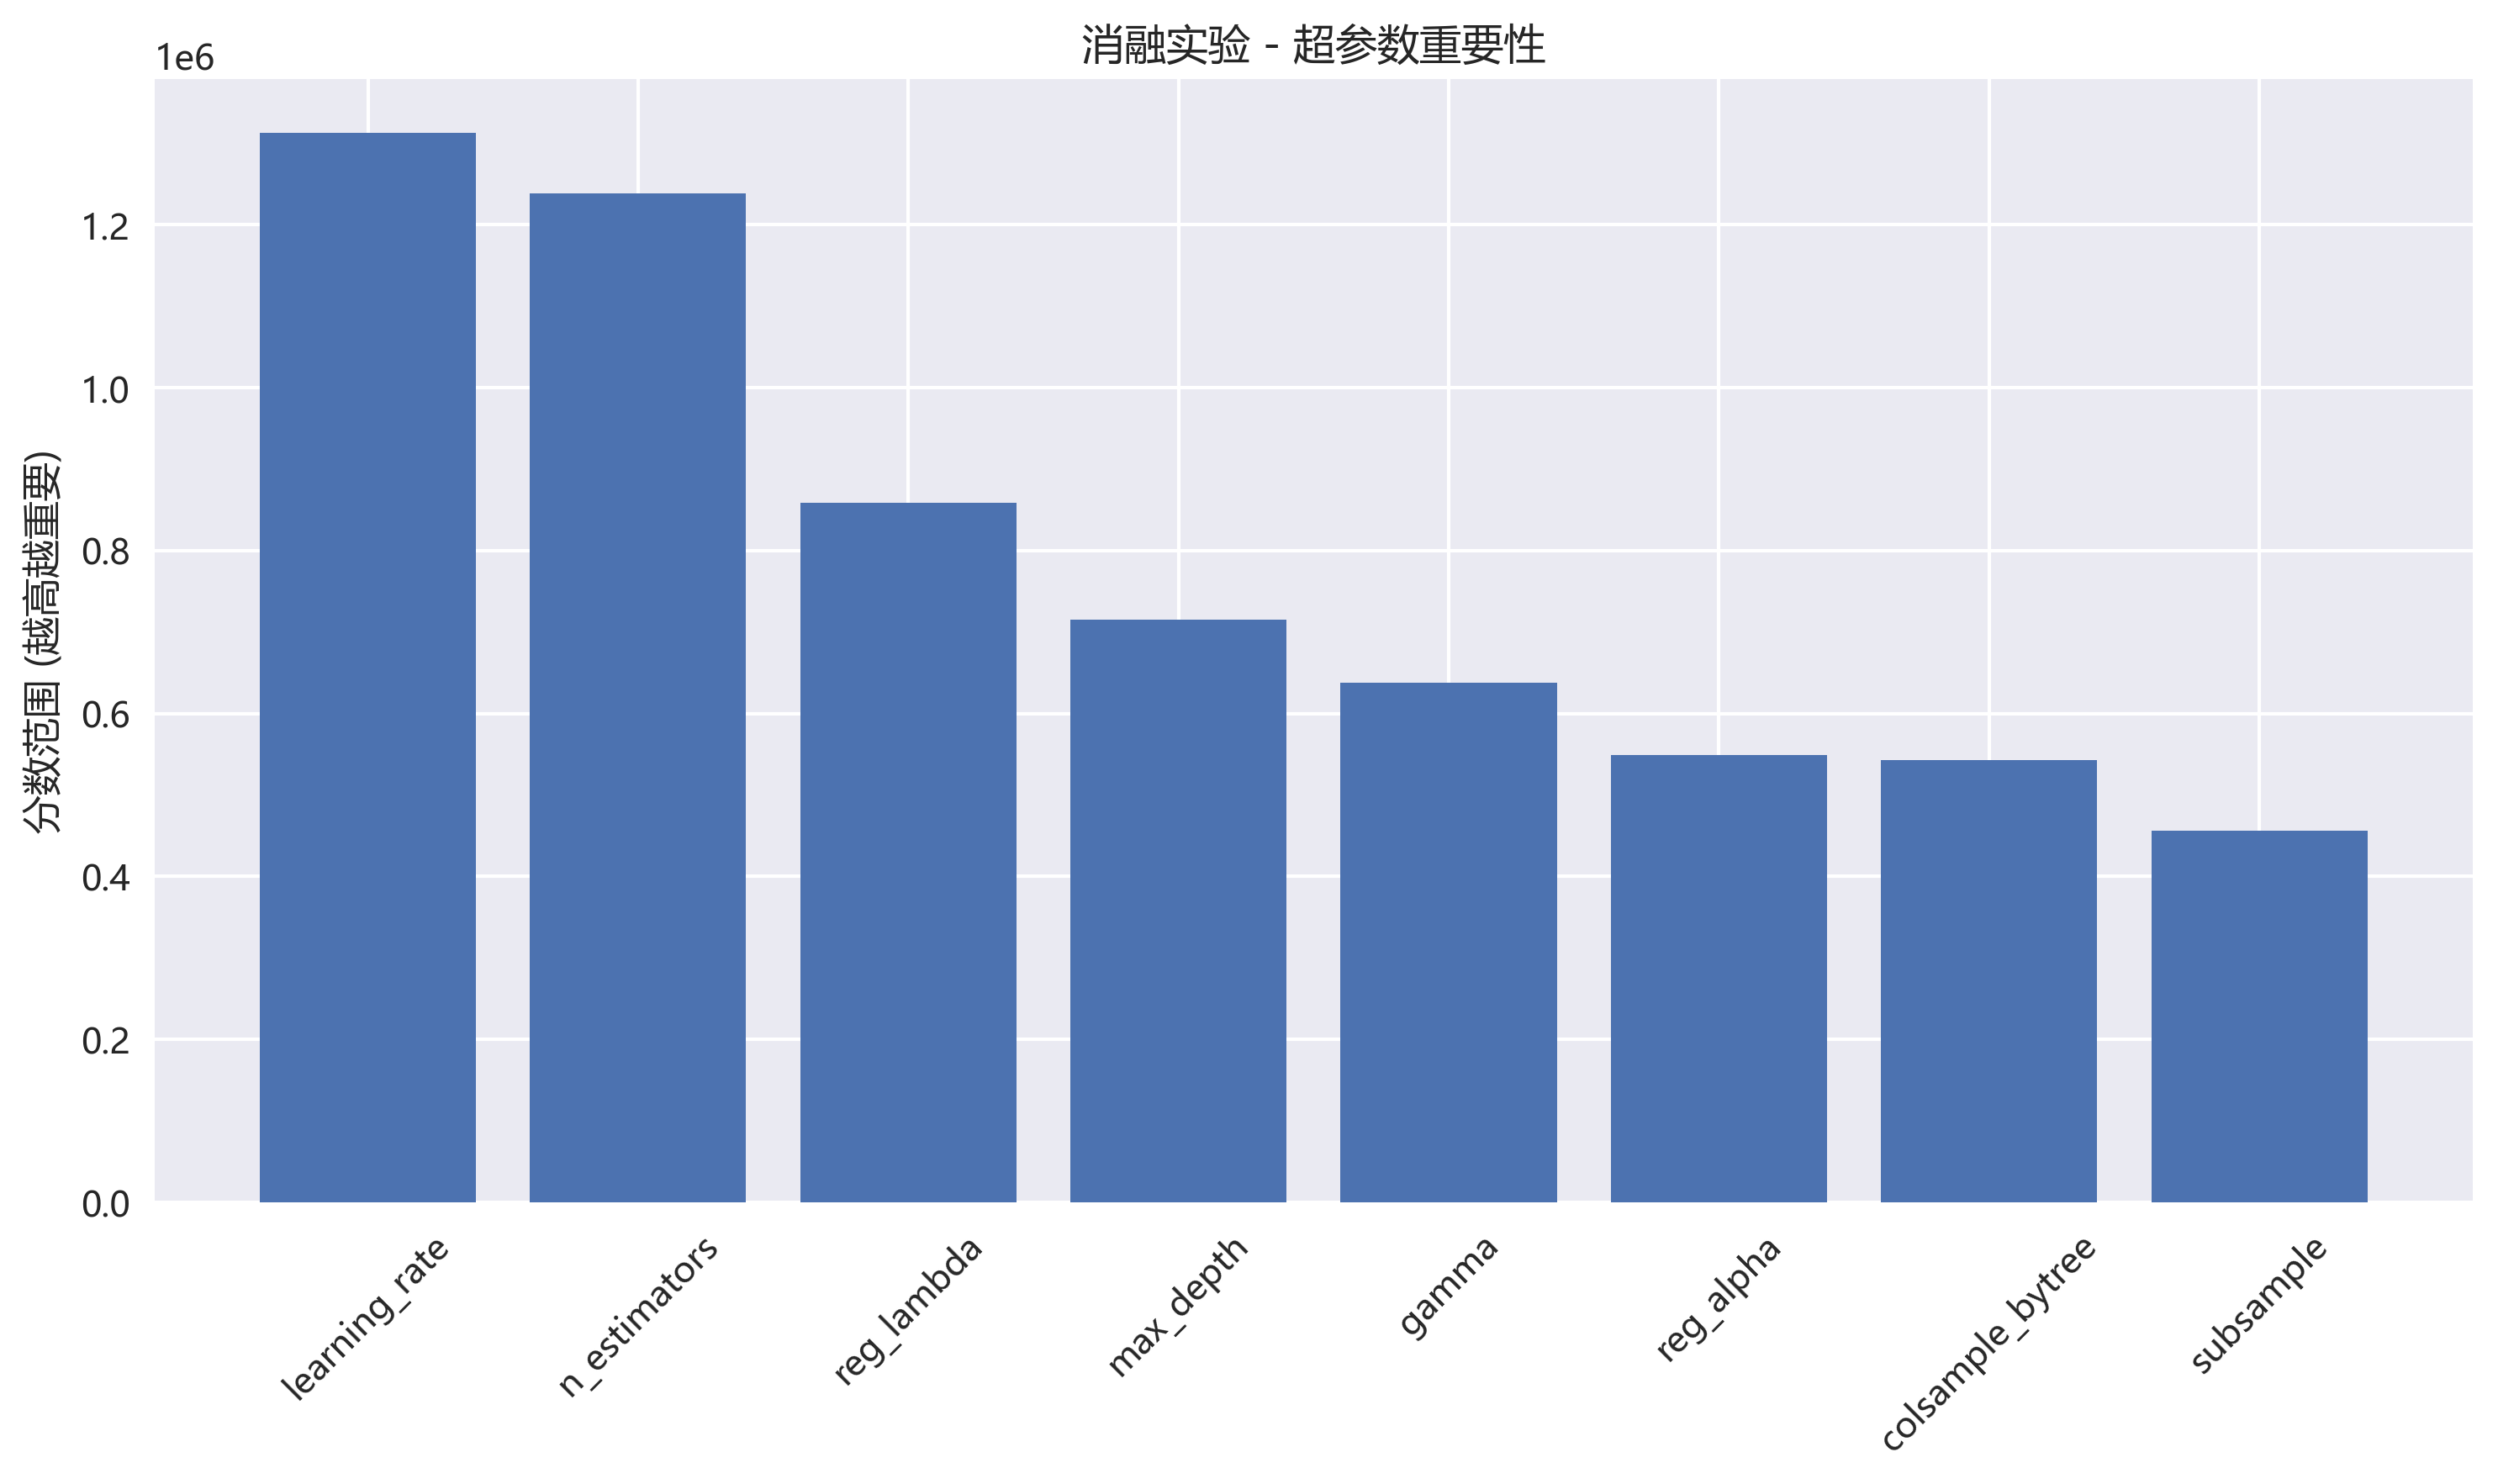 消融实验 - 超参数重要性
1e6
分数范围 (越高越重要)
1.2
1.0
0.8
0.6
0.4
0.2
0.0
learning_rate
n_estimators
reg_lambda
max_depth
gamma
reg_alpha
colsample_bytree
subsample